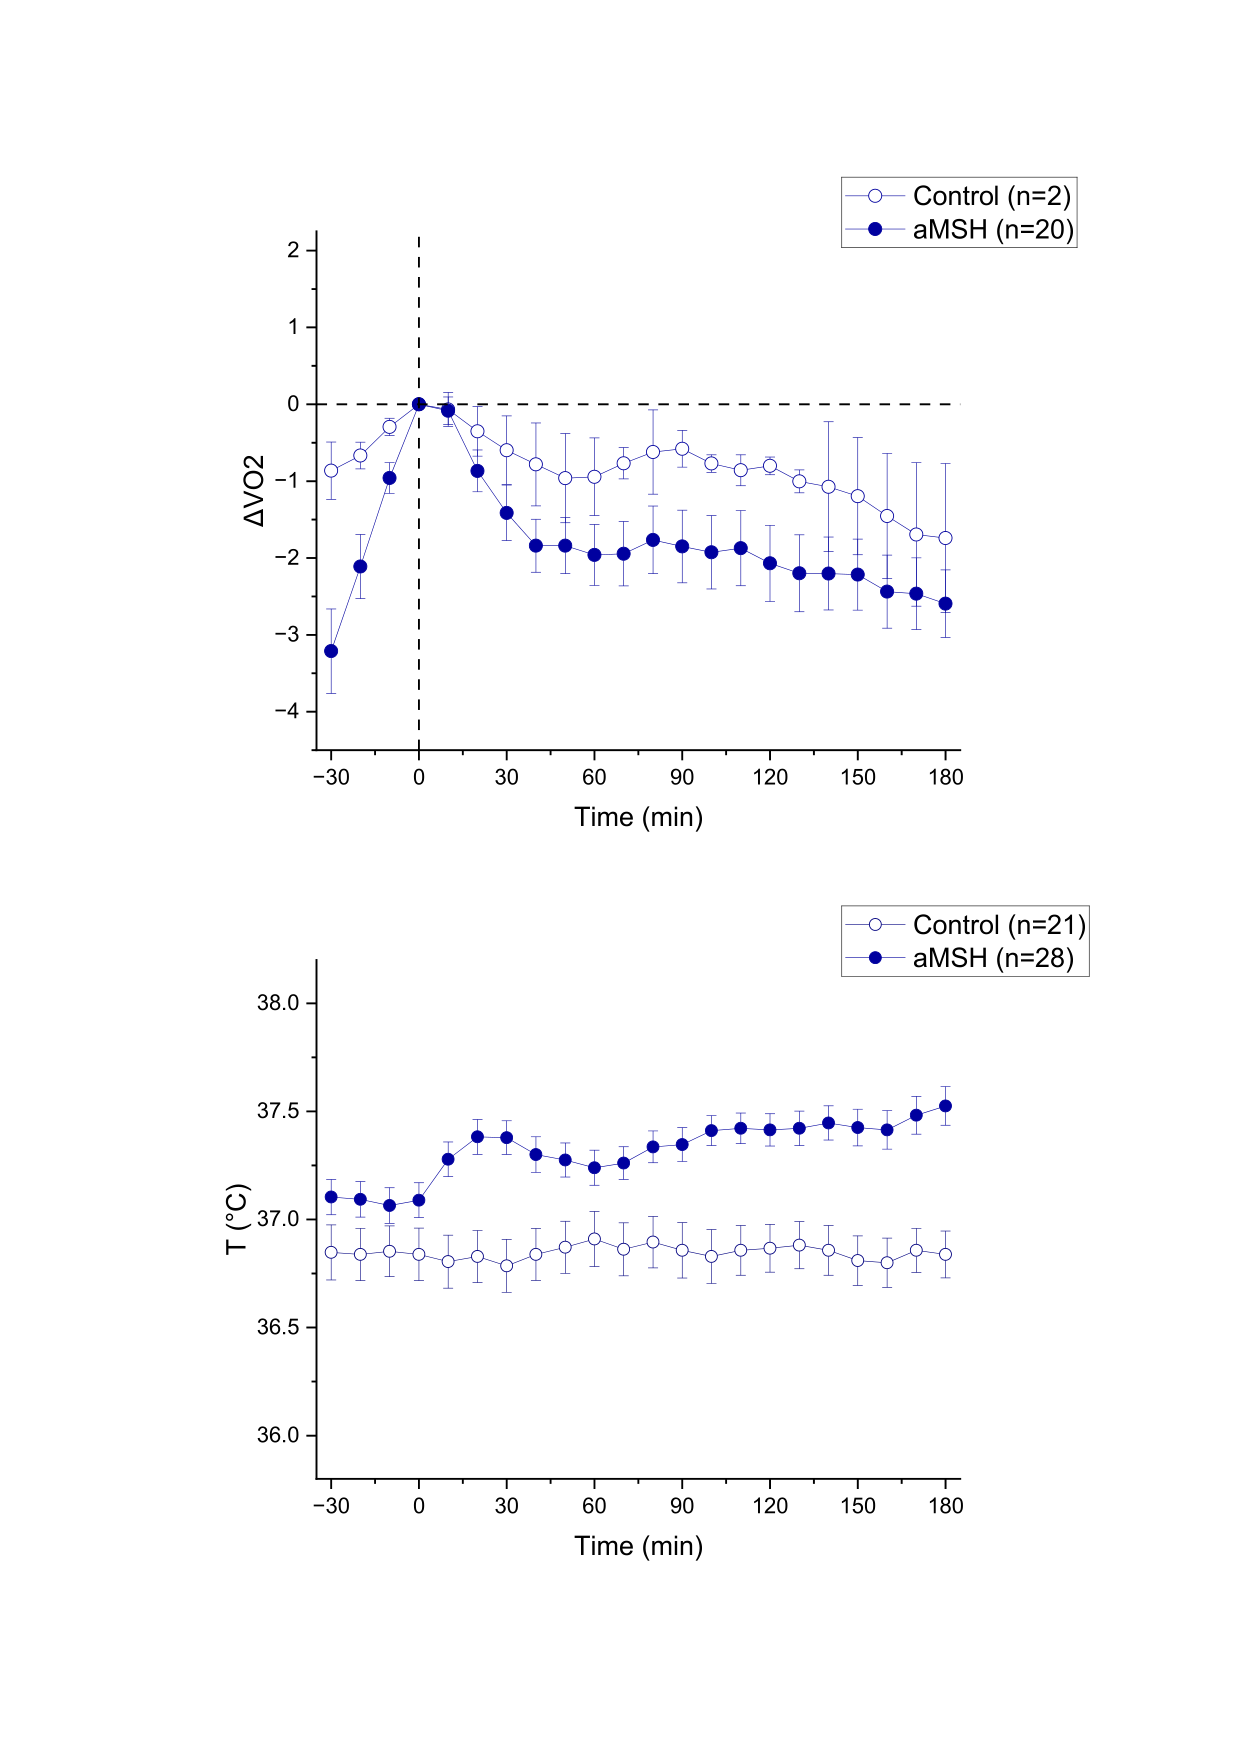 Control (n=2)
aMSH (n=20)
2
1
0
−1
−2
−3
−4
ΔVO2
−30 0 30 60 90 120 150 180
Time (min)
Control (n=21)
aMSH (n=28)
38.0
37.5
37.0
36.5
36.0
T (°C)
−30 0 30 60 90 120 150 180
Time (min)